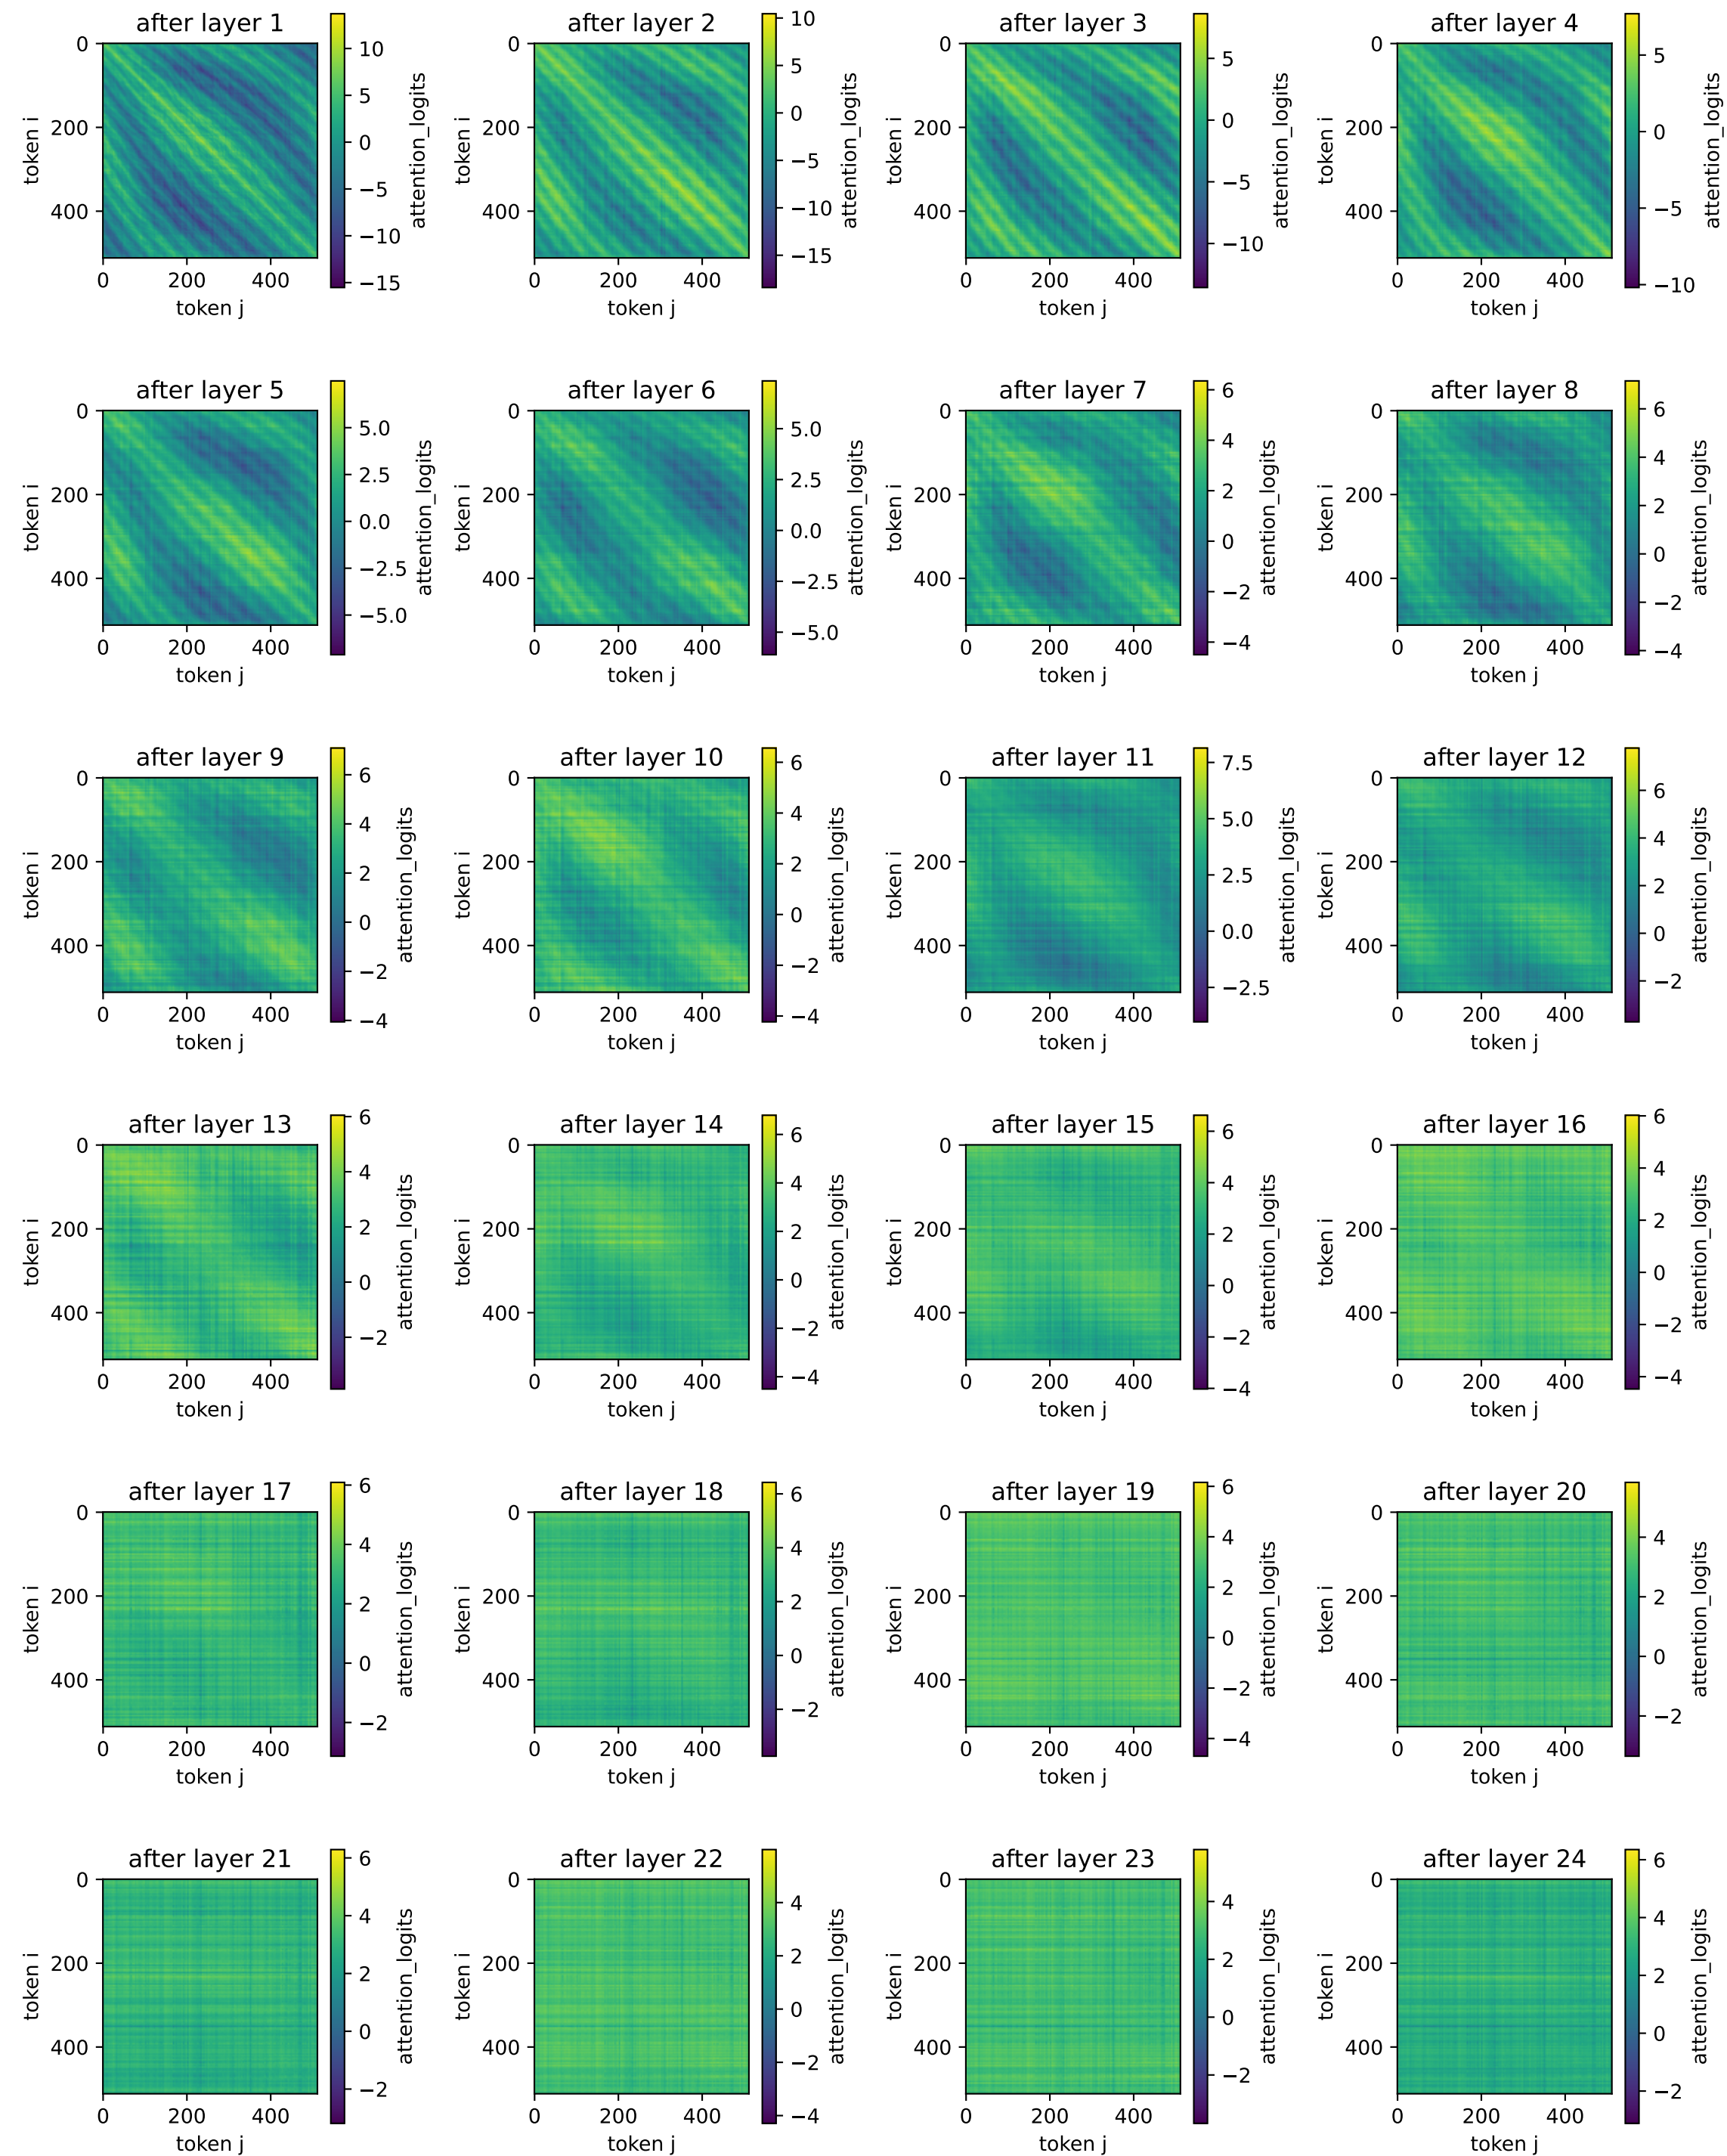 after layer 1
0
200
400
token i
0 200 400
token j
10
5
0
−5
−10
−15
attention_logits
after layer 2
0
200
400
token i
0 200 400
token j
10
5
0
−5
−10
−15
attention_logits
after layer 3
0
200
400
token i
0 200 400
token j
5
0
−5
−10
attention_logits
after layer 4
0
200
400
token i
0 200 400
token j
5
0
−5
−10
attention_logits
after layer 5
0
200
400
token i
0 200 400
token j
5.0
2.5
0.0
−2.5
−5.0
attention_logits
after layer 6
0
200
400
token i
0 200 400
token j
5.0
2.5
0.0
−2.5
−5.0
attention_logits
after layer 7
0
200
400
token i
0 200 400
token j
6
4
2
0
−2
−4
attention_logits
after layer 8
0
200
400
token i
0 200 400
token j
6
4
2
0
−2
−4
attention_logits
after layer 9
0
200
400
token i
0 200 400
token j
6
4
2
0
−2
−4
attention_logits
after layer 10
0
200
400
token i
0 200 400
token j
6
4
2
0
−2
−4
attention_logits
after layer 11
0
200
400
token i
0 200 400
token j
7.5
5.0
2.5
0.0
−2.5
attention_logits
after layer 12
0
200
400
token i
0 200 400
token j
6
4
2
0
−2
attention_logits
after layer 13
0
200
400
token i
0 200 400
token j
6
4
2
0
−2
attention_logits
after layer 14
0
200
400
token i
0 200 400
token j
6
4
2
0
−2
−4
attention_logits
after layer 15
0
200
400
token i
0 200 400
token j
6
4
2
0
−2
−4
attention_logits
after layer 16
0
200
400
token i
0 200 400
token j
6
4
2
0
−2
−4
attention_logits
after layer 17
0
200
400
token i
0 200 400
token j
6
4
2
0
−2
attention_logits
after layer 18
0
200
400
token i
0 200 400
token j
6
4
2
0
−2
attention_logits
after layer 19
0
200
400
token i
0 200 400
token j
6
4
2
0
−2
−4
attention_logits
after layer 20
0
200
400
token i
0 200 400
token j
4
2
0
−2
attention_logits
after layer 21
0
200
400
token i
0 200 400
token j
6
4
2
0
−2
attention_logits
after layer 22
0
200
400
token i
0 200 400
token j
4
2
0
−2
−4
attention_logits
after layer 23
0
200
400
token i
0 200 400
token j
4
2
0
−2
attention_logits
after layer 24
0
200
400
token i
0 200 400
token j
6
4
2
0
−2
attention_logits